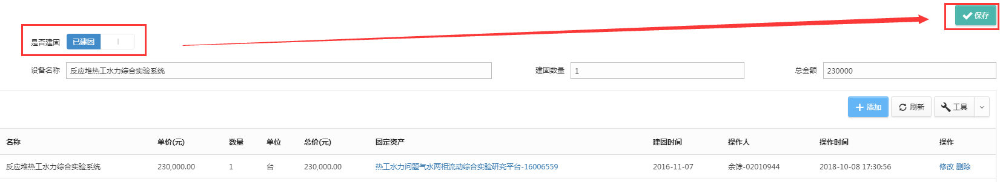 保存
是否建固 已建固
设备名称 反应堆热工水力综合实验系统 建固数量 1 总金额 230000
添加 刷新 工具
名称 单价(元) 数量 单位 总价(元) 固定资产 建固时间 操作人 操作时间 操作
反应堆热工水力综合实验系统 230,000.00 1 台 230,000.00 热工水力问题气水两相流动综合实验研究平台-16006559 2016-11-07 余馀-02010944 2018-10-08 17:30:56 修改 删除